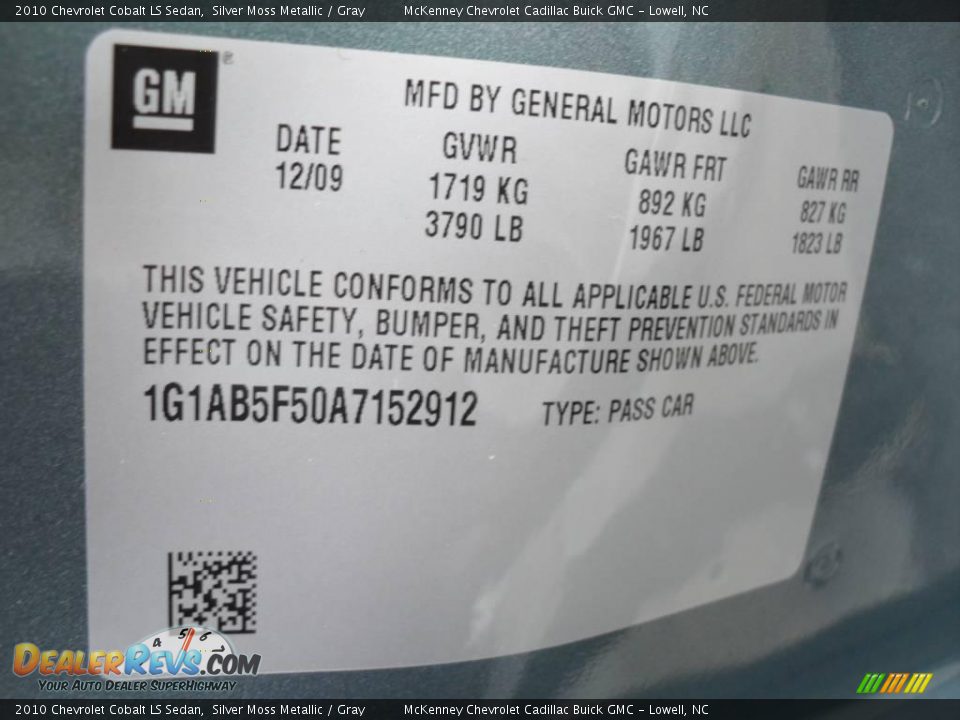 2010 Chevrolet Cobalt LS Sedan, Silver Moss Metallic / Gray McKenney Chevrolet Cadillac Buick GMC - Lowell, NC
GM ®
MFD BY GENERAL MOTORS LLC
DATE GVWR GAWR FRT GAWR RR
12/09 1719 KG 892 KG 827 KG
3790 LB 1967 LB 1823 LB
THIS VEHICLE CONFORMS TO ALL APPLICABLE U.S. FEDERAL MOTOR
VEHICLE SAFETY, BUMPER, AND THEFT PREVENTION STANDARDS IN
EFFECT ON THE DATE OF MANUFACTURE SHOWN ABOVE.
1G1AB5F50A7152912 TYPE: PASS CAR
4 5 6 7
DEALERREVS.COM
YOUR AUTO DEALER SUPERHIGHWAY
2010 Chevrolet Cobalt LS Sedan, Silver Moss Metallic / Gray McKenney Chevrolet Cadillac Buick GMC - Lowell, NC